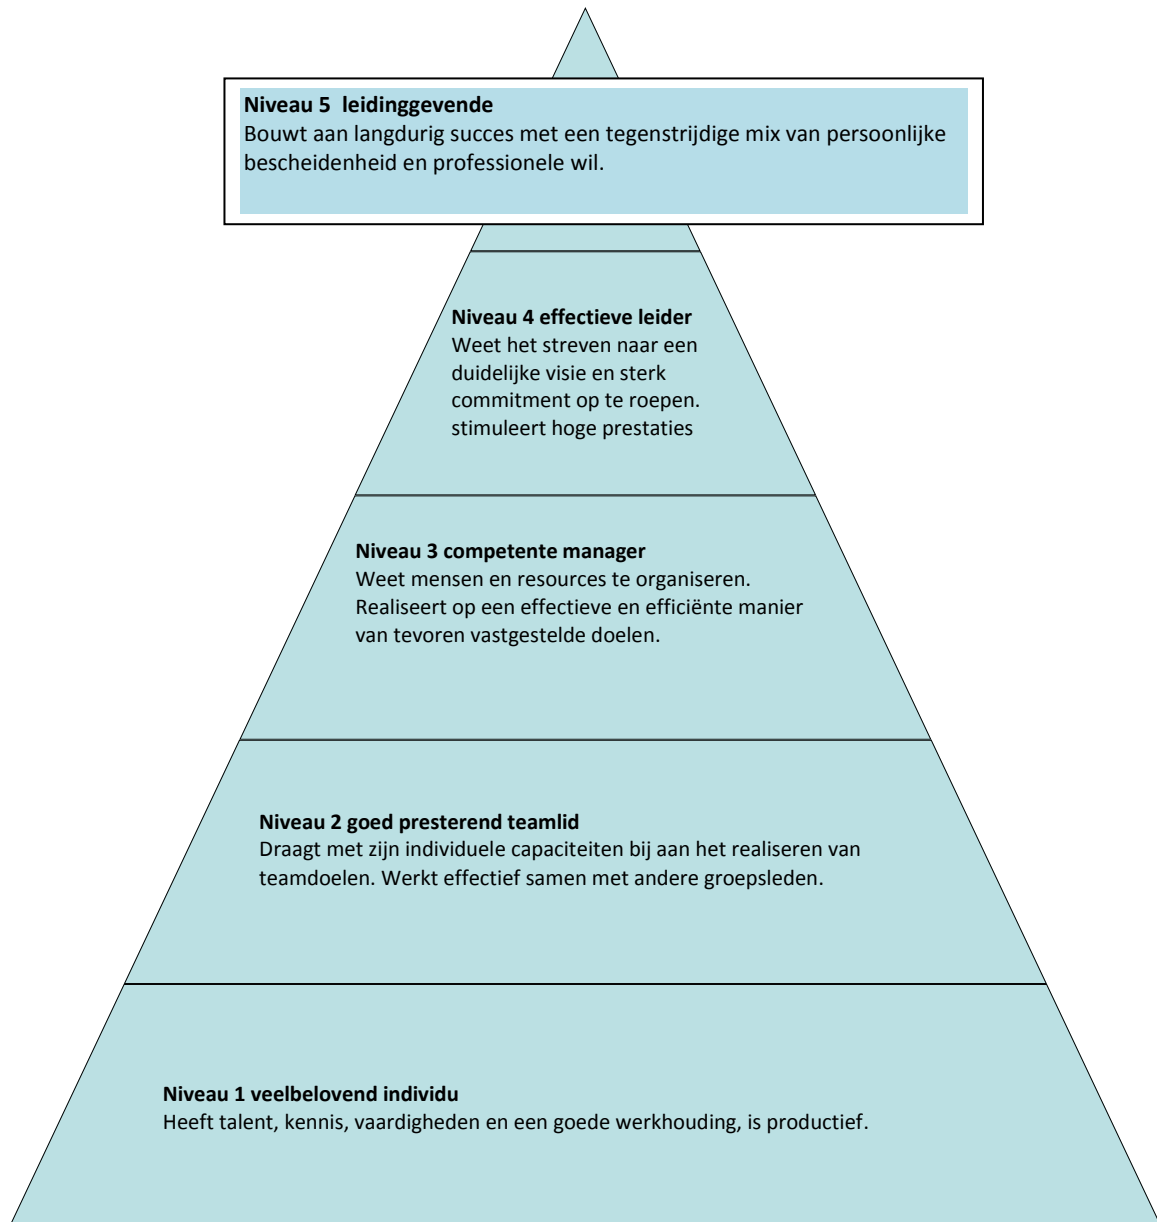 Niveau 5  leidinggevende
Bouwt aan langdurig succes met een tegenstrijdige mix van persoonlijke
bescheidenheid en professionele wil.
Niveau 4 effectieve leider
Weet het streven naar een
duidelijke visie en sterk
commitment op te roepen.
stimuleert hoge prestaties
Niveau 3 competente manager
Weet mensen en resources te organiseren.
Realiseert op een effectieve en efficiënte manier
van tevoren vastgestelde doelen.
Niveau 2 goed presterend teamlid
Draagt met zijn individuele capaciteiten bij aan het realiseren van
teamdoelen. Werkt effectief samen met andere groepsleden.
Niveau 1 veelbelovend individu
Heeft talent, kennis, vaardigheden en een goede werkhouding, is productief.